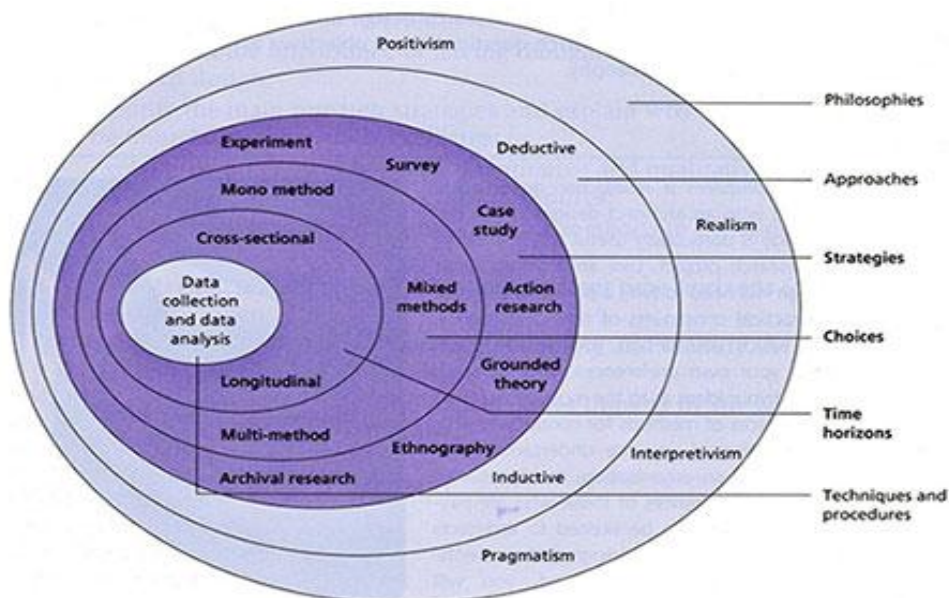 Positivism
Philosophies
Experiment
Deductive
Survey
Approaches
Mono method
Case
study
Realism
Cross-sectional
Strategies
Data
collection
and data
analysis
Mixed
methods
Action
research
Choices
Grounded
theory
Longitudinal
Time
horizons
Multi-method
Ethnography
Interpretivism
Archival research
Inductive
Techniques and
procedures
Pragmatism